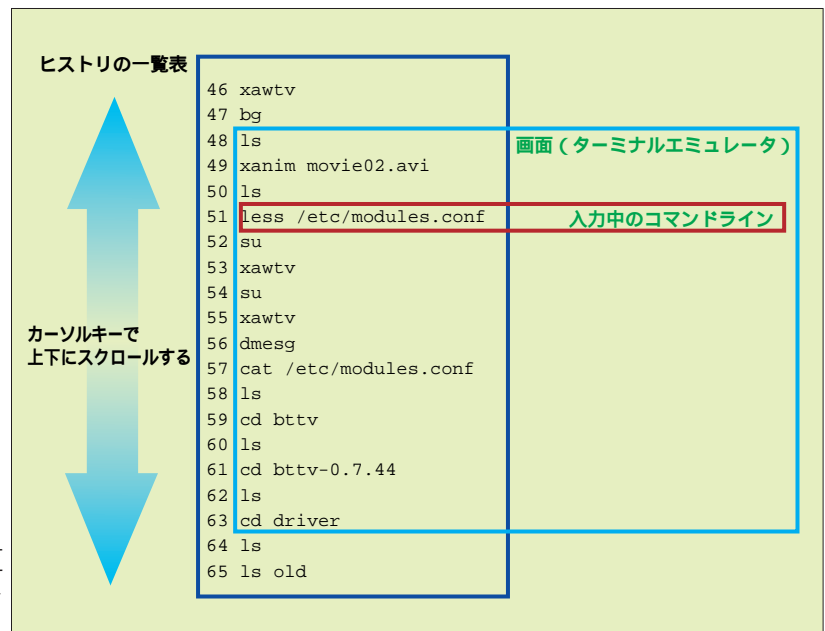 ヒストリの一覧表
46 xawtv
47 bg
48 ls
画面（ターミナルエミュレータ）
49 xanim movie02.avi
50 ls
51 less /etc/modules.conf
入力中のコマンドライン
52 su
53 xawtv
54 su
55 xawtv
56 dmesg
57 cat /etc/modules.conf
58 ls
59 cd bttv
60 ls
61 cd bttv-0.7.44
62 ls
63 cd driver
64 ls
65 ls old
カーソルキーで
上下にスクロールする